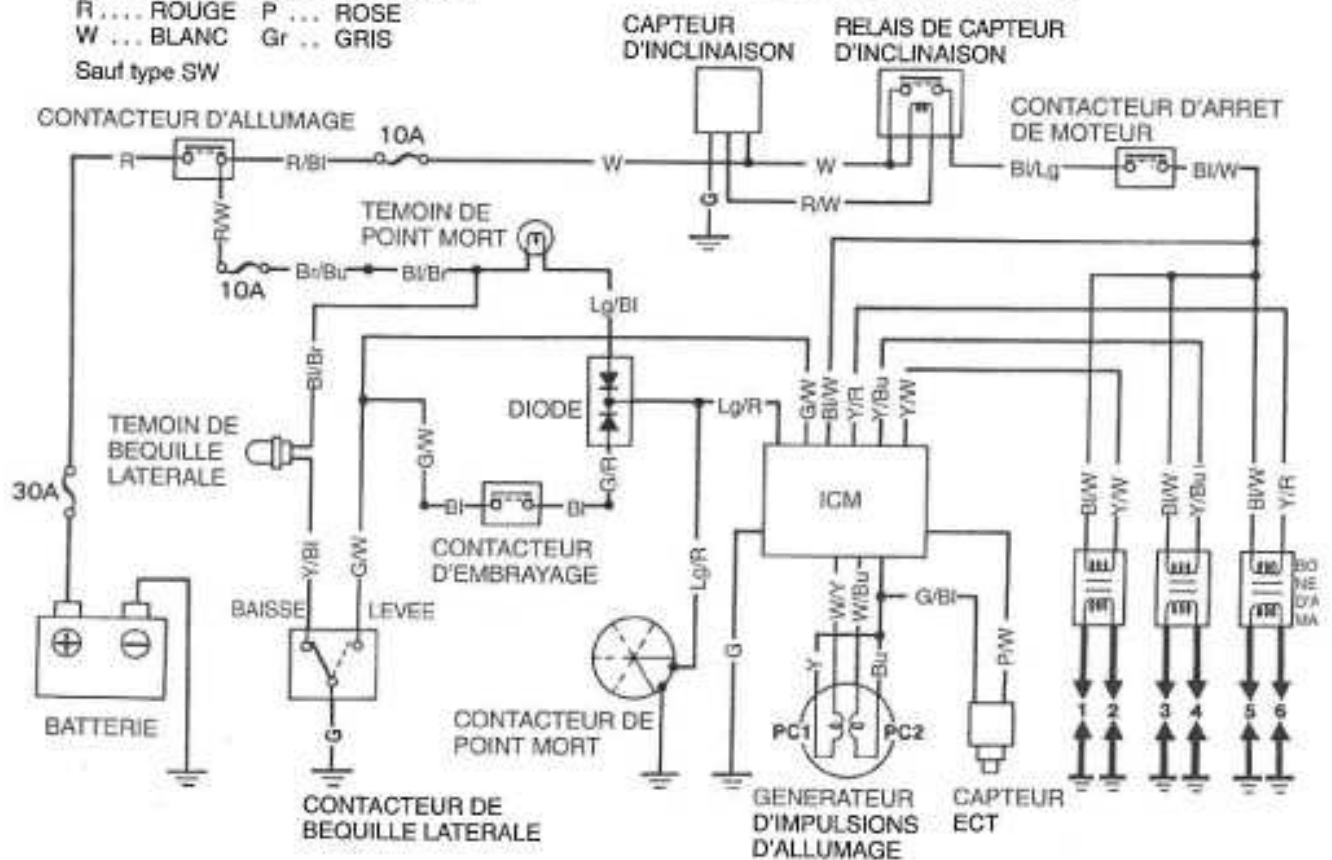 R .... ROUGE P ... ROSE
W ... BLANC Gr .. GRIS
Sauf type SW
CAPTEUR
D'INCLINAISON
RELAIS DE CAPTEUR
D'INCLINAISON
CONTACTEUR D'ALLUMAGE
10A
CONTACTEUR D'ARRET
DE MOTEUR
R
R/Bl
W
W
Bl/Lg
Bl/W
R/W
G
R/W
TEMOIN DE
POINT MORT
10A
Br/Bu
Bl/Br
Lg/Bl
Bl/Br
DIODE
Lg/R
G/W
Bl/W
Y/R
Y/Bu
Y/W
TEMOIN DE
BEQUILLE
LATERALE
G/W
G/R
30A
Bl
Bl
ICM
Bl/W
Y/W
Bl/W
Y/Bu
Bl/W
Y/R
CONTACTEUR
D'EMBRAYAGE
Y/Bl
G/W
Lg/R
BO
NE
D'A
MA
BAISSE
LEVEE
W/Y
W/Bu
G/Bl
G
Y
Bu
P/W
BATTERIE
G
CONTACTEUR DE
POINT MORT
PC1
PC2
1 2 3 4 5 6
CONTACTEUR DE
BEQUILLE LATERALE
GENERATEUR
D'IMPULSIONS
D'ALLUMAGE
CAPTEUR
ECT